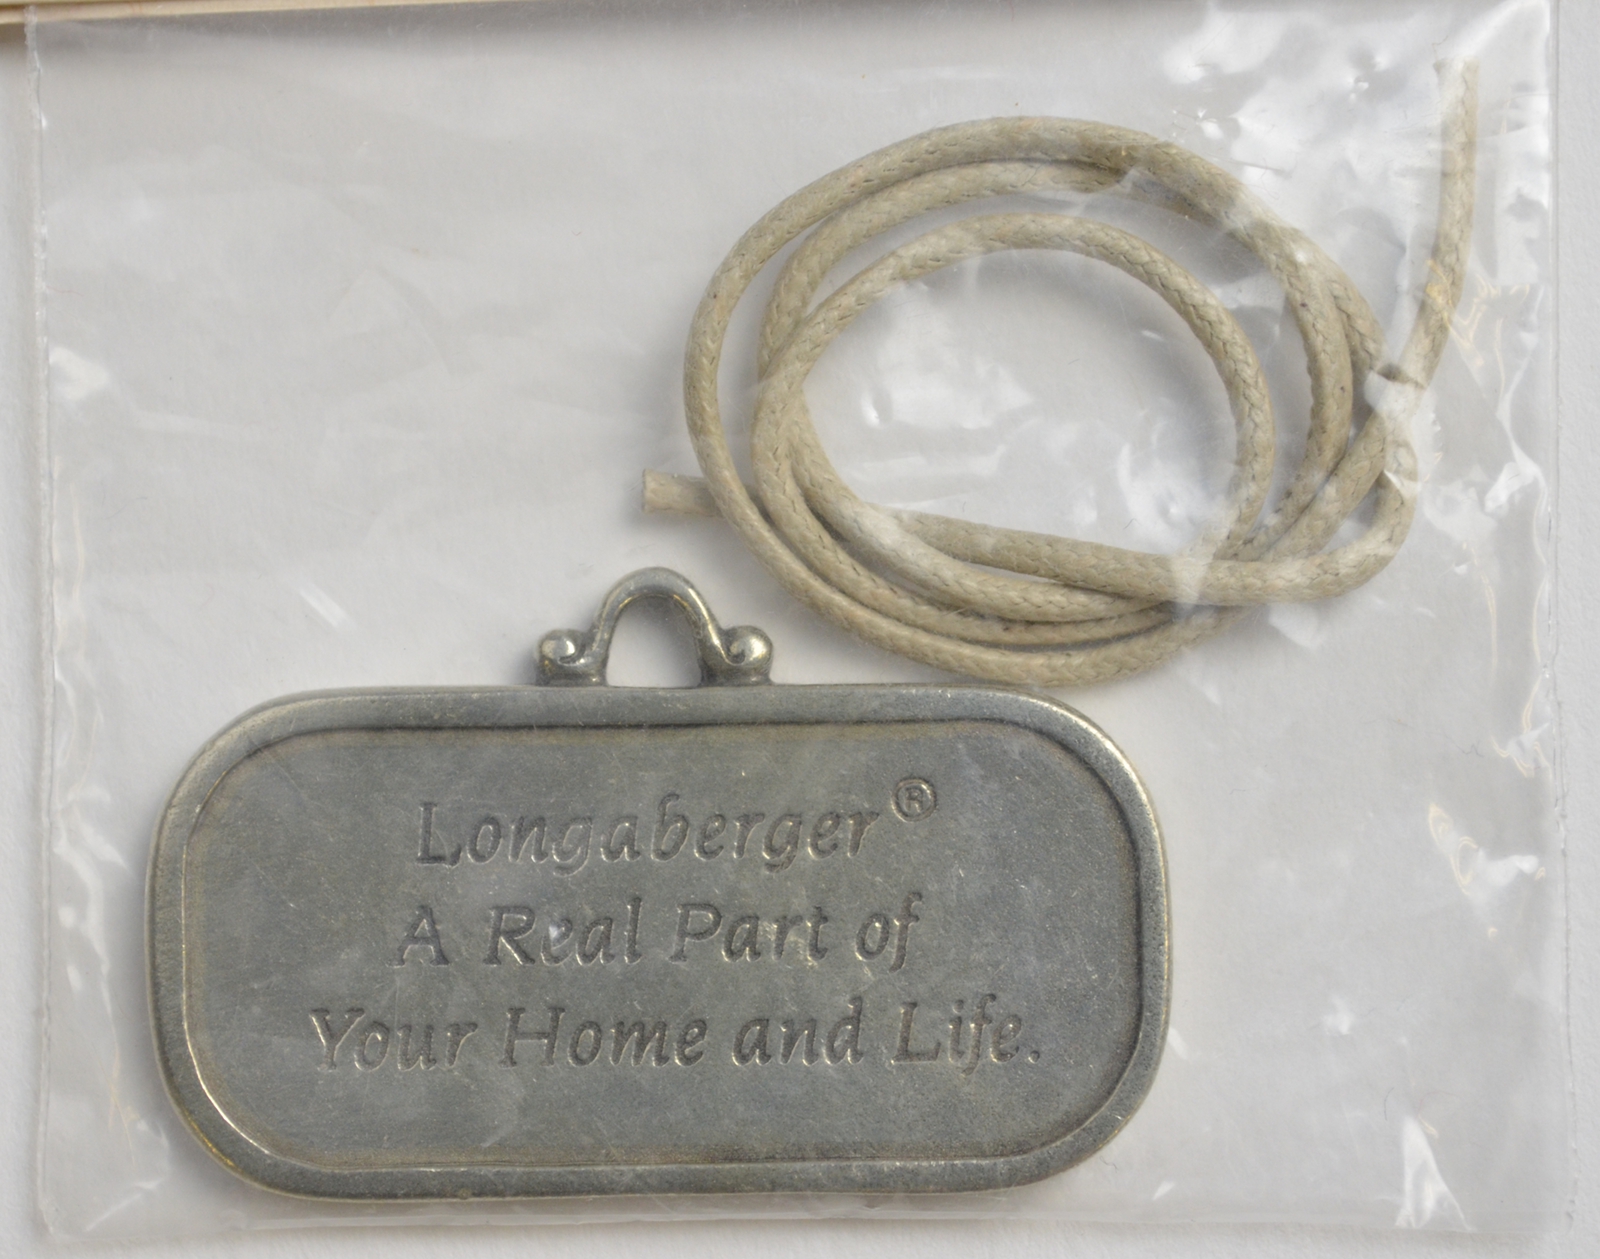 Longaberger®
A Real Part of
Your Home and Life.